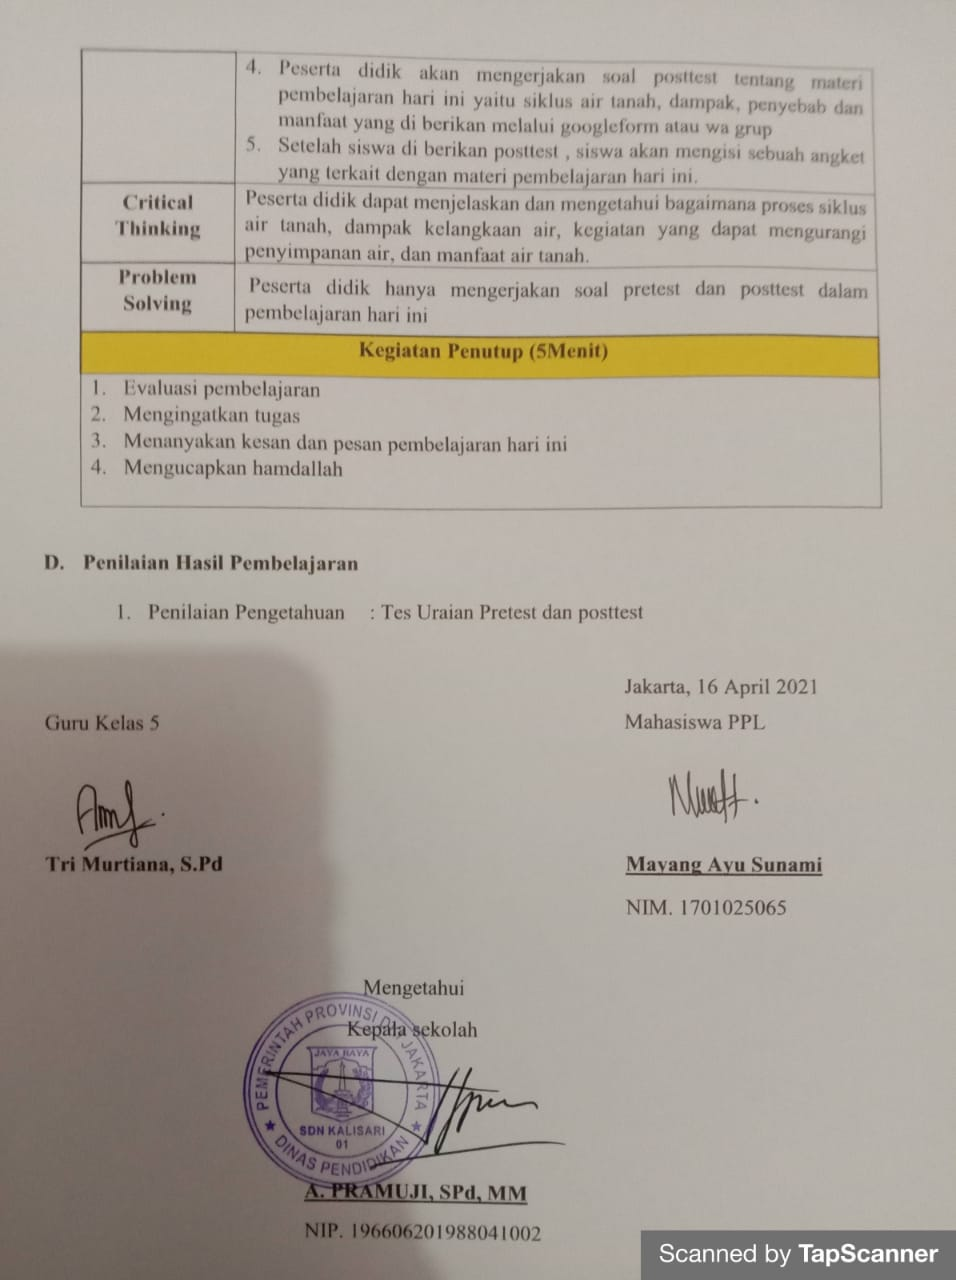 4. Peserta didik akan mengerjakan soal posttest tentang materi
pembelajaran hari ini yaitu siklus air tanah, dampak, penyebab dan
manfaat yang di berikan melalui googleform atau wa grup
5. Setelah siswa di berikan posttest , siswa akan mengisi sebuah angket
yang terkait dengan materi pembelajaran hari ini.
Critical
Thinking
Peserta didik dapat menjelaskan dan mengetahui bagaimana proses siklus
air tanah, dampak kelangkaan air, kegiatan yang dapat mengurangi
penyimpanan air, dan manfaat air tanah.
Problem
Solving
Peserta didik hanya mengerjakan soal pretest dan posttest dalam
pembelajaran hari ini
Kegiatan Penutup (5Menit)
1. Evaluasi pembelajaran
2. Mengingatkan tugas
3. Menanyakan kesan dan pesan pembelajaran hari ini
4. Mengucapkan hamdallah
D. Penilaian Hasil Pembelajaran
1. Penilaian Pengetahuan : Tes Uraian Pretest dan posttest
Jakarta, 16 April 2021
Guru Kelas 5
Mahasiswa PPL
Tri Murtiana, S.Pd
Mayang Ayu Sunami
NIM. 1701025065
Mengetahui
Kepala sekolah
PEMERINTAH PROVINSI DKI JAKARTA
JAYA RAYA
SDN KALISARI
01
DINAS PENDIDIKAN
A. PRAMUJI, SPd, MM
NIP. 196606201988041002
Scanned by TapScanner